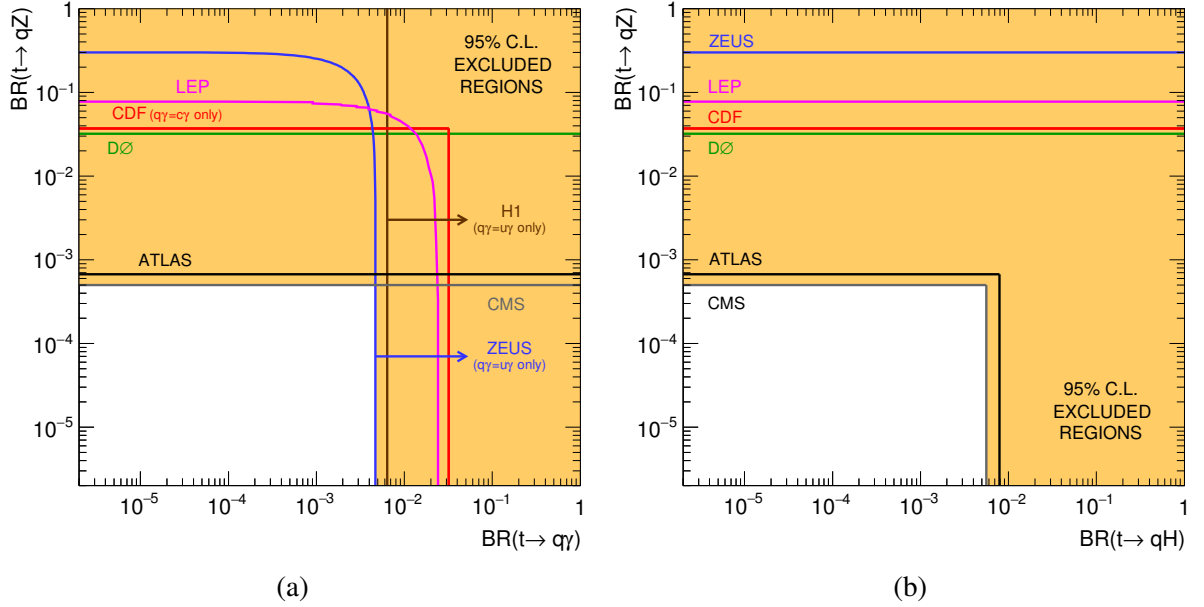 BR(t→ qZ)
1
10⁻¹
10⁻²
10⁻³
10⁻⁴
10⁻⁵
95% C.L.
EXCLUDED
REGIONS
LEP
CDF (qγ=cγ only)
DØ
H1
(qγ=uγ only)
ATLAS
CMS
ZEUS
(qγ=uγ only)
10⁻⁵ 10⁻⁴ 10⁻³ 10⁻² 10⁻¹ 1
BR(t→ qγ)
(a)
BR(t→ qZ)
1
10⁻¹
10⁻²
10⁻³
10⁻⁴
10⁻⁵
ZEUS
LEP
CDF
DØ
ATLAS
CMS
95% C.L.
EXCLUDED
REGIONS
10⁻⁵ 10⁻⁴ 10⁻³ 10⁻² 10⁻¹ 1
BR(t→ qH)
(b)